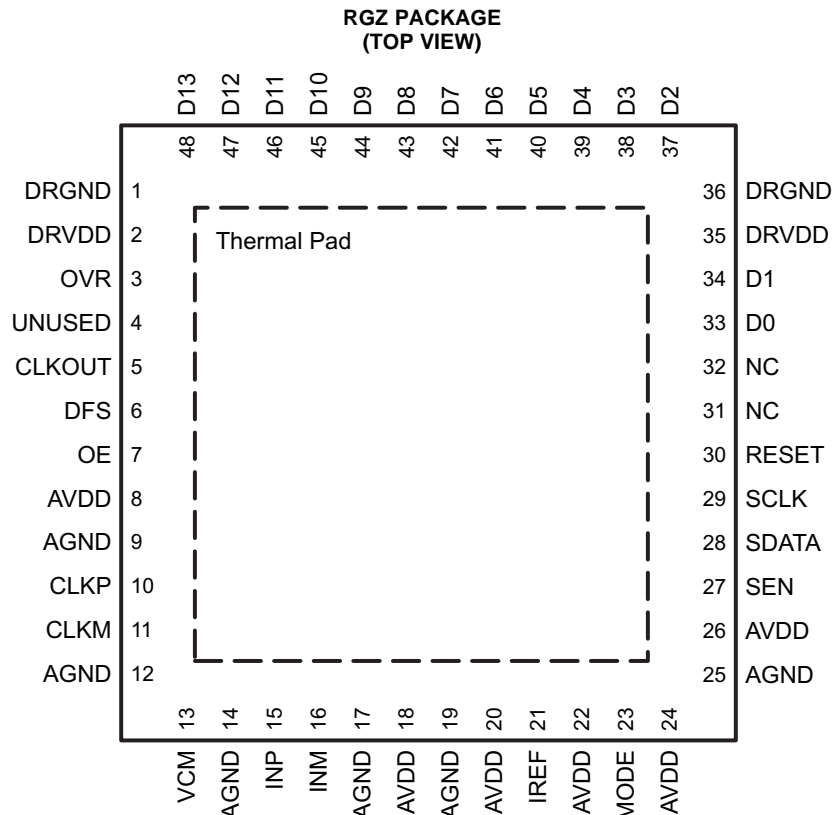 RGZ PACKAGE
(TOP VIEW)
D13 D12 D11 D10 D9 D8 D7 D6 D5 D4 D3 D2
48 47 46 45 44 43 42 41 40 39 38 37
DRGND 1 36 DRGND
DRVDD 2 Thermal Pad 35 DRVDD
OVR 3 34 D1
UNUSED 4 33 D0
CLKOUT 5 32 NC
DFS 6 31 NC
OE 7 30 RESET
AVDD 8 29 SCLK
AGND 9 28 SDATA
CLKP 10 27 SEN
CLKM 11 26 AVDD
AGND 12 25 AGND
13 14 15 16 17 18 19 20 21 22 23 24
VCM AGND INP INM AGND AVDD AGND AVDD IREF AVDD MODE AVDD